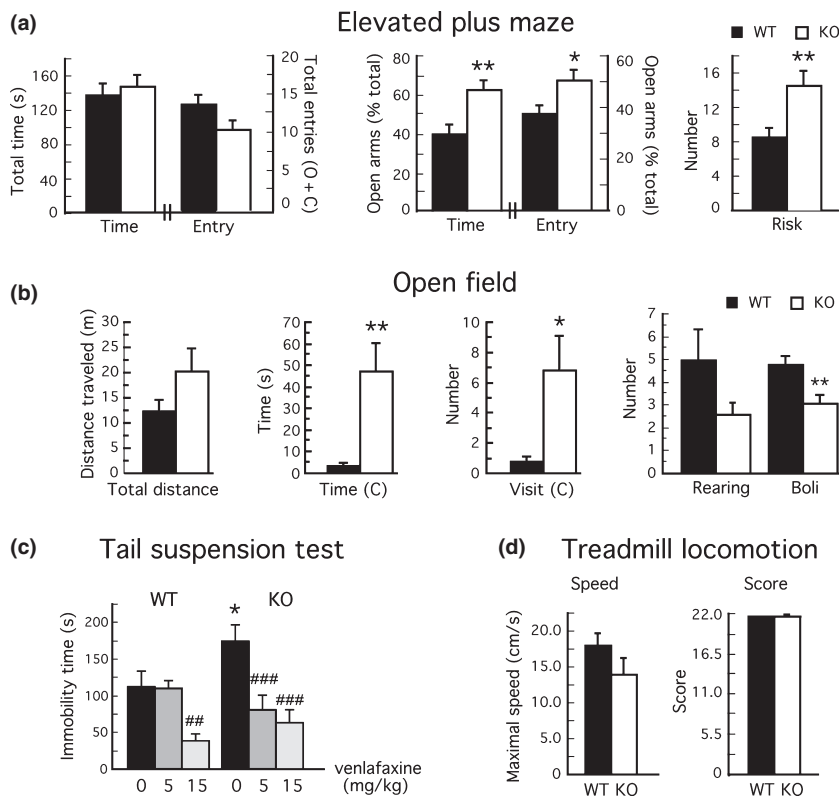 (a) Elevated plus maze
WT KO
Total time (s)
160
120
80
40
0
Time Entry
20
15
10
5
0
Total entries (O + C)
Open arms (% total)
80
60
40
20
0
** *
Time Entry
60
40
20
0
Open arms (% total)
Number
16
12
8
4
0
**
Risk
(b) Open field
WT KO
Distance traveled (m)
30
25
20
15
10
5
0
Total distance
Time (s)
70
60
50
40
30
20
10
0
**
Time (C)
Number
10
8
6
4
2
0
*
Visit (C)
Number
7
6
5
4
3
2
1
0
**
Rearing Boli
(c) Tail suspension test
WT KO
Immobility time (s)
200
150
100
50
0
*
##
###
###
0 5 15 0 5 15
venlafaxine
(mg/kg)
(d) Treadmill locomotion
Speed
Maximal speed (cm/s)
20.0
15.0
10.0
5.0
0
WT KO
Score
Score
22.0
16.5
11.0
5.5
0
WT KO